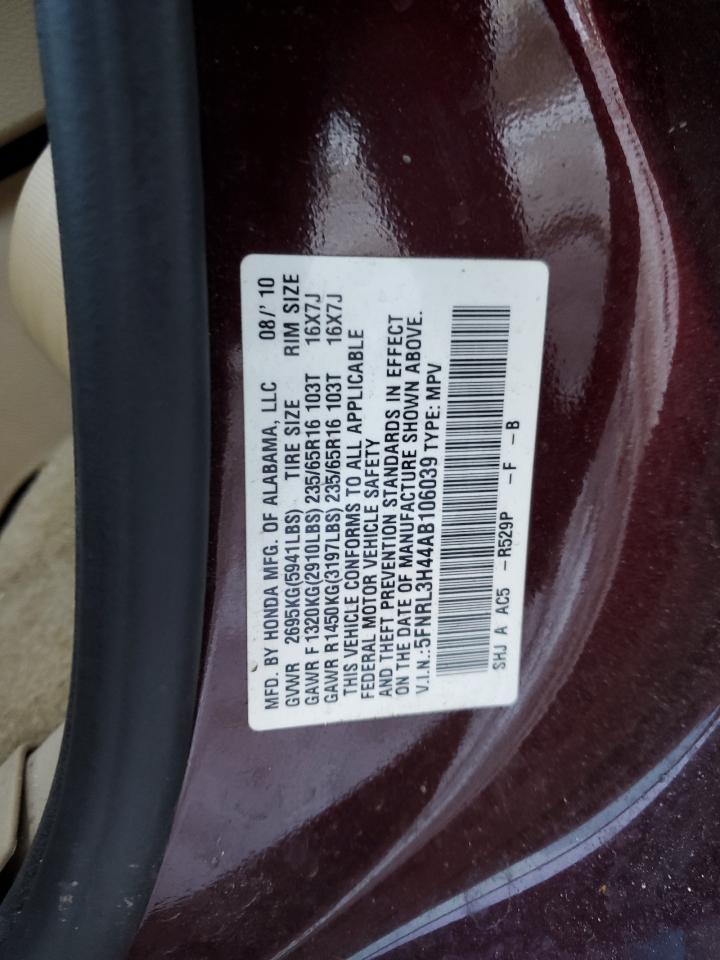 MFD. BY HONDA MFG. OF ALABAMA, LLC 08/' 10
GVWR 2695KG(5941LBS) TIRE SIZE RIM SIZE
GAWR F 1320KG(2910LBS) 235/65R16 103T 16X7J
GAWR R1450KG(3197LBS) 235/65R16 103T 16X7J
THIS VEHICLE CONFORMS TO ALL APPLICABLE
FEDERAL MOTOR VEHICLE SAFETY
AND THEFT PREVENTION STANDARDS IN EFFECT
ON THE DATE OF MANUFACTURE SHOWN ABOVE.
V.I.N.:5FNRL3H44AB106039 TYPE: MPV
SHJ A AC5 -R529P -F -B